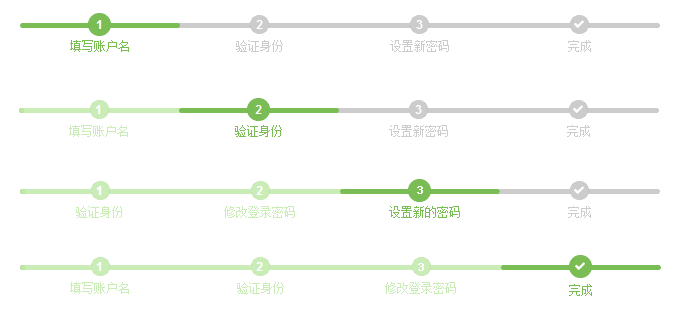 1 2 3
填写账户名 验证身份 设置新密码 完成
1 2 3
填写账户名 验证身份 设置新密码 完成
1 2 3
验证身份 修改登录密码 设置新的密码 完成
1 2 3
填写账户名 验证身份 修改登录密码 完成